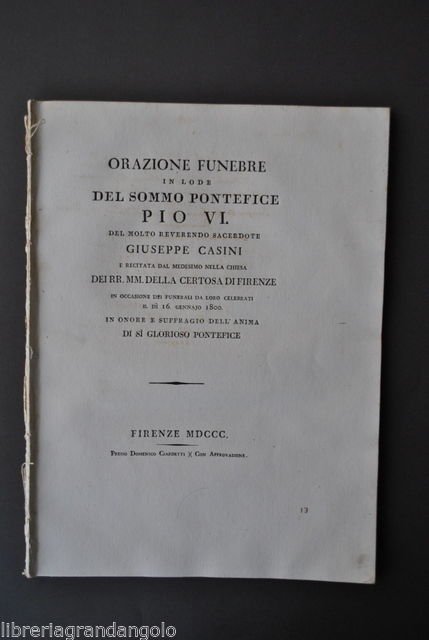 ORAZIONE FUNEBRE
IN LODE
DEL SOMMO PONTEFICE
PIO VI.
DEL MOLTO REVERENDO SACERDOTE
GIUSEPPE CASINI
E RECITATA DAL MEDESIMO NELLA CHIESA
DEI RR. MM. DELLA CERTOSA DI FIRENZE
IN OCCASIONE DEI FUNERALI DA LORO CELEBRATI
IL DÌ 16. GENNAJO 1800.
IN ONORE E SUFFRAGIO DELL'ANIMA
DI SÌ GLORIOSO PONTEFICE
FIRENZE MDCCC.
PRESSO DOMENICO CIARDETTI )( CON APPROVAZIONE.
13
libreriagrandangolo